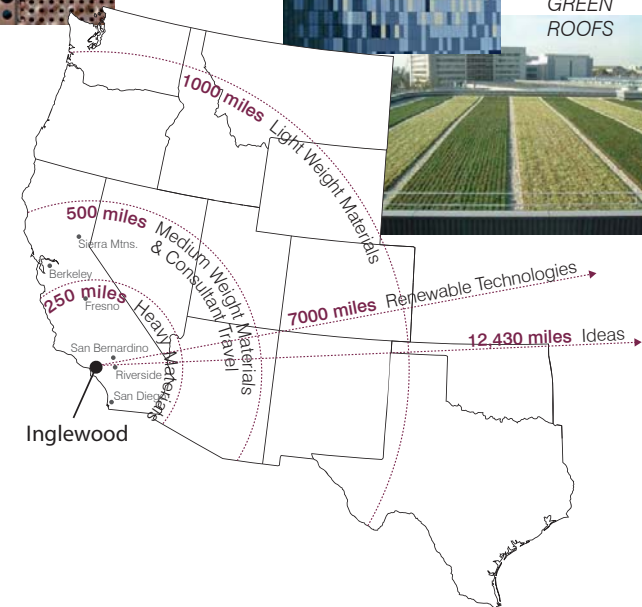 GREEN
ROOFS
1000 miles Light Weight Materials
500 miles Medium Weight Materials
& Consultant Travel
Sierra Mtns.
Berkeley
250 miles Heavy Materials
Fresno
7000 miles Renewable Technologies
12,430 miles Ideas
San Bernardino
Riverside
San Diego
Inglewood